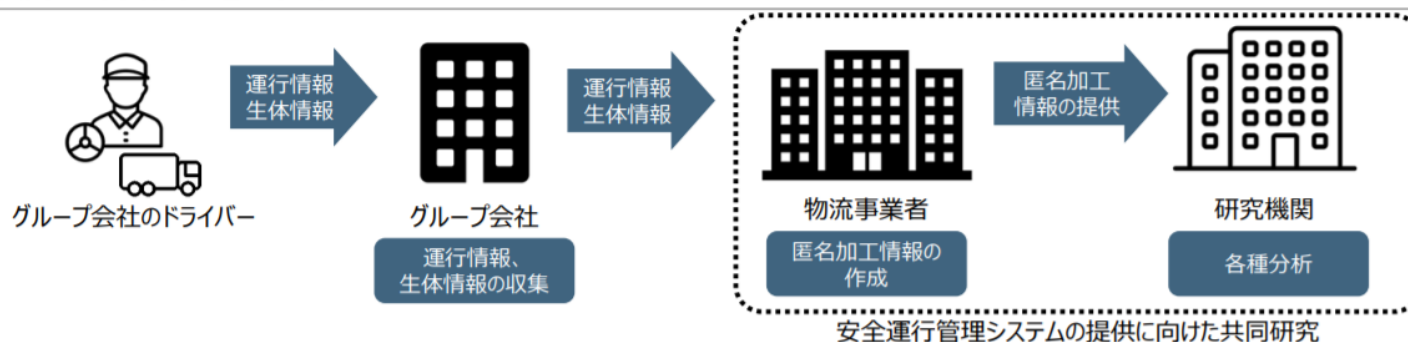 運行情報
生体情報
運行情報
生体情報
匿名加工
情報の提供
グループ会社のドライバー
グループ会社
物流事業者
研究機関
運行情報、
生体情報の収集
匿名加工情報の
作成
各種分析
安全運行管理システムの提供に向けた共同研究